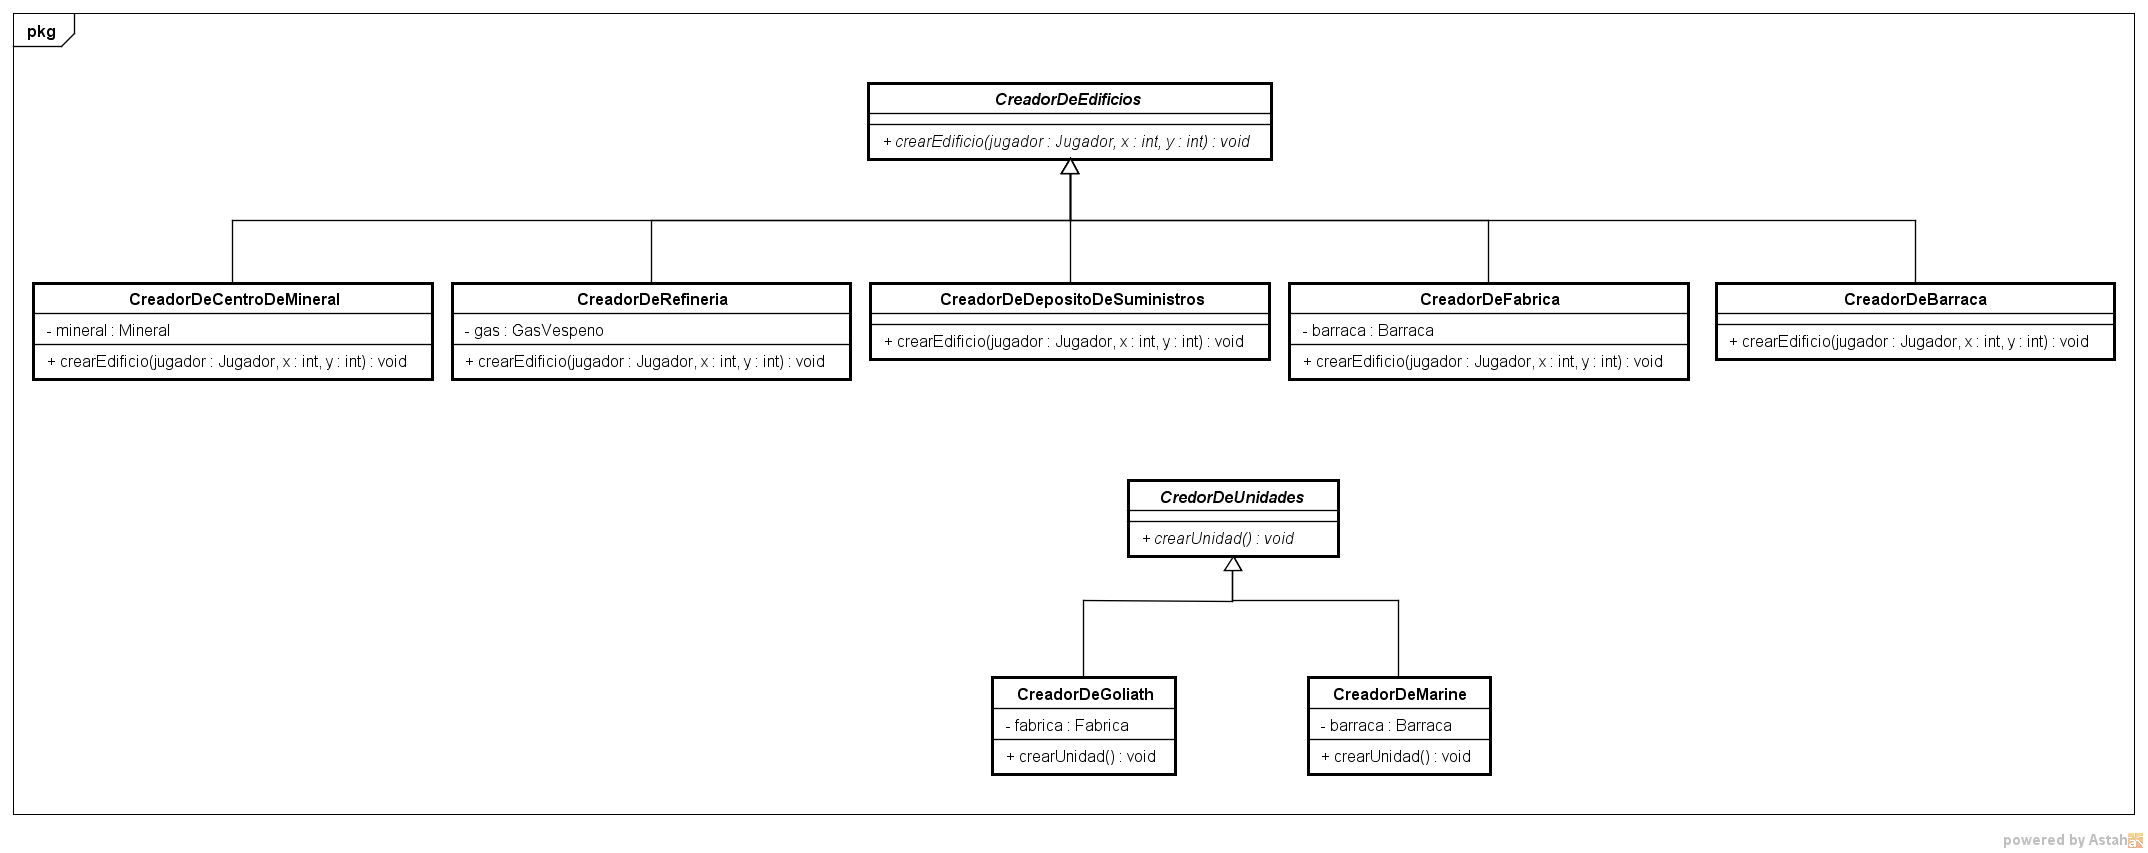 pkg
CreadorDeEdificios
+ crearEdificio(jugador : Jugador, x : int, y : int) : void
CreadorDeCentroDeMineral
- mineral : Mineral
+ crearEdificio(jugador : Jugador, x : int, y : int) : void
CreadorDeRefineria
- gas : GasVespeno
+ crearEdificio(jugador : Jugador, x : int, y : int) : void
CreadorDeDepositoDeSuministros
+ crearEdificio(jugador : Jugador, x : int, y : int) : void
CreadorDeFabrica
- barraca : Barraca
+ crearEdificio(jugador : Jugador, x : int, y : int) : void
CreadorDeBarraca
+ crearEdificio(jugador : Jugador, x : int, y : int) : void
CredorDeUnidades
+ crearUnidad() : void
CreadorDeGoliath
- fabrica : Fabrica
+ crearUnidad() : void
CreadorDeMarine
- barraca : Barraca
+ crearUnidad() : void
powered by Astah